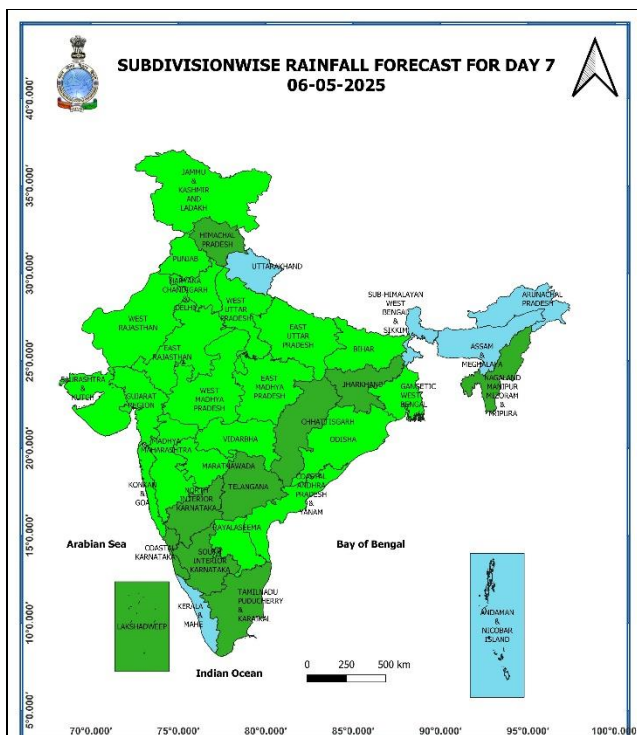 SUBDIVISIONWISE RAINFALL FORECAST FOR DAY 7
06-05-2025
40°0.000'
35°0.000'
30°0.000'
25°0.000'
20°0.000'
15°0.000'
10°0.000'
5°0.000'
JAMMU
&
KASHMIR
AND
LADAKH
HIMACHAL
PRADESH
PUNJAB
UTTARAKHAND
HARYANA
CHANDIGARH
&
DELHI
WEST
UTTAR
PRADESH
WEST
RAJASTHAN
EAST
RAJASTHAN
EAST
UTTAR
PRADESH
BIHAR
SUB-HIMALAYAN
WEST
BENGAL
&
SIKKIM
ARUNACHAL
PRADESH
ASSAM
&
MEGHALAYA
NAGALAND
MANIPUR
MIZORAM
&
TRIPURA
SAURASHTRA
&
KUTCH
GUJARAT
REGION
WEST
MADHYA
PRADESH
EAST
MADHYA
PRADESH
JHARKHAND
GANGETIC
WEST
BENGAL
CHHATTISGARH
ODISHA
MADHYA
MAHARASHTRA
VIDARBHA
MARATHAWADA
KONKAN
&
GOA
NORTH
INTERIOR
KARNATAKA
TELANGANA
COASTAL
ANDHRA
PRADESH
&
YANAM
RAYALASEEMA
Arabian Sea
COASTAL
KARNATAKA
SOUTH
INTERIOR
KARNATAKA
Bay of Bengal
LAKSHADWEEP
KERALA
&
MAHE
TAMILNADU
PUDUCHERRY
&
KARAIKAL
ANDAMAN
&
NICOBAR
ISLAND
Indian Ocean
0 250 500 km
70°0.000' 75°0.000' 80°0.000' 85°0.000' 90°0.000' 95°0.000' 100°0.000'